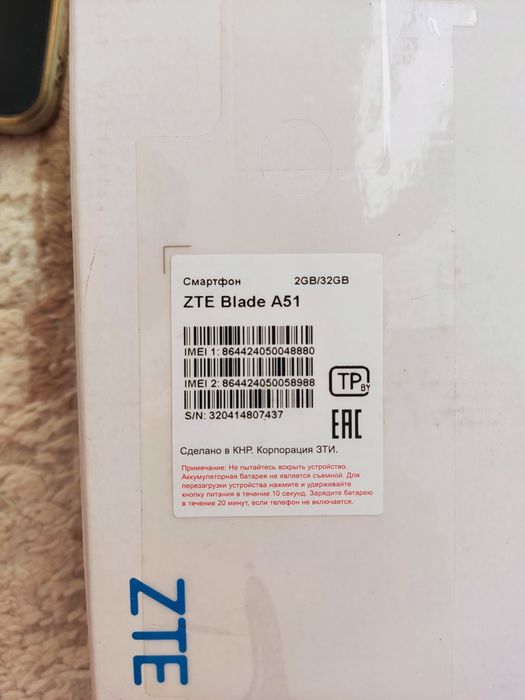 Смартфон 2GB/32GB
ZTE Blade A51
IMEI 1: 864424050048880
IMEI 2: 864424050058988
S/N: 320414807437
TP BY
EAC
Сделано в КНР. Корпорация ЗТИ.
Примечание: Не пытайтесь вскрыть устройство.
Аккумуляторная батарея не является съемной. Для
перезагрузки устройства нажмите и удерживайте
кнопку питания в течение 10 секунд. Зарядите батарею
в течение 20 минут, если телефон не включается.
ZTE